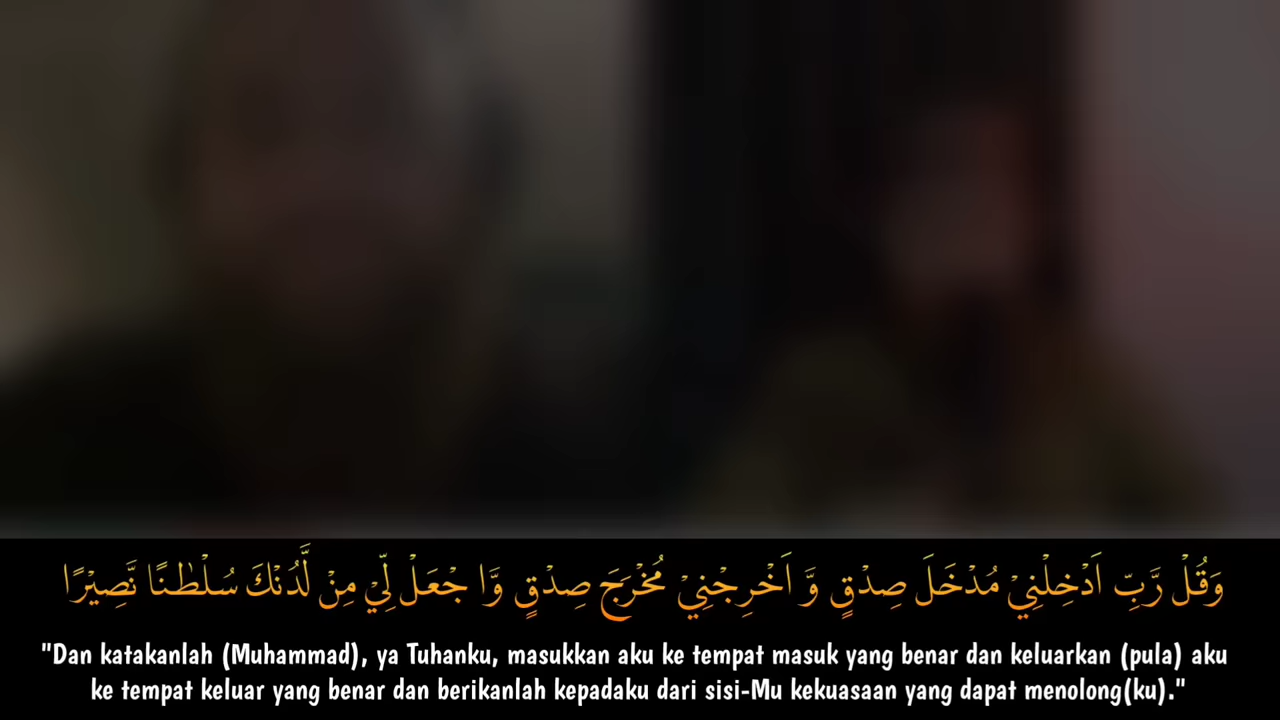 وَقُلْ رَّبِّ اَدْخِلْنِيْ مُدْخَلَ صِدْقٍ وَّ اَخْرِجْنِيْ مُخْرَجَ صِدْقٍ وَّا جْعَلْ لِّيْ مِنْ لَّدُنْكَ سُلْطٰنًا نَّصِيْرًا
"Dan katakanlah (Muhammad), ya Tuhanku, masukkan aku ke tempat masuk yang benar dan keluarkan (pula) aku
ke tempat keluar yang benar dan berikanlah kepadaku dari sisi-Mu kekuasaan yang dapat menolong(ku)."